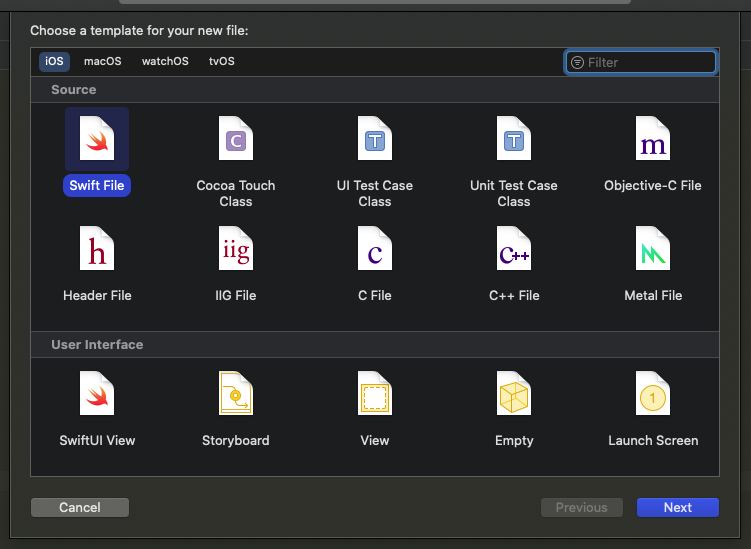 Choose a template for your new file:
iOS macOS watchOS tvOS Filter
Source
C T T m
Swift File Cocoa Touch Class UI Test Case Class Unit Test Case Class Objective-C File
h iig c c++
Header File IIG File C File C++ File Metal File
User Interface
1
SwiftUI View Storyboard View Empty Launch Screen
Cancel Previous Next